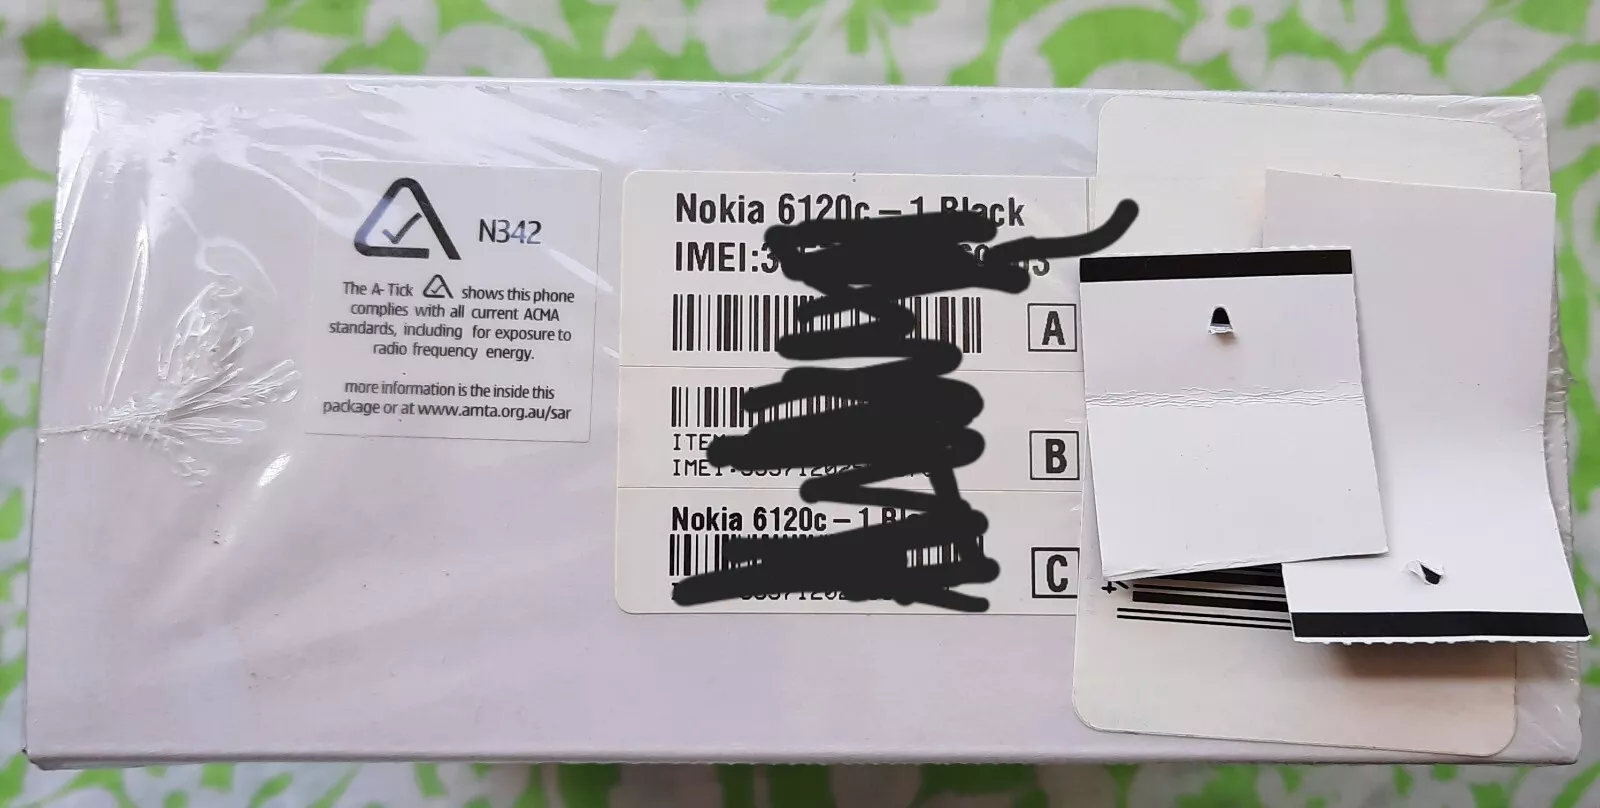 N342
The A-Tick shows this phone
complies with all current ACMA
standards, including for exposure to
radio frequency energy.
more information is the inside this
package or at www.amta.org.au/sar
Nokia 6120c – 1 Black
IMEI:
A
B
IMEI:
Nokia 6120c – 1
C